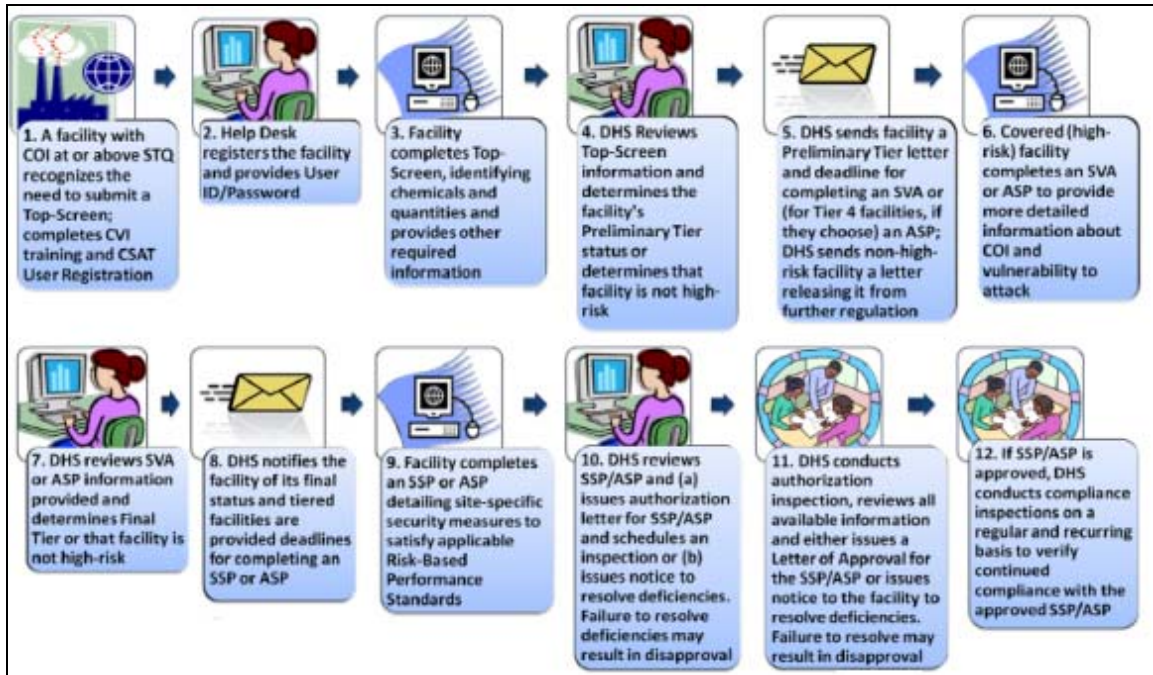 1. A facility with
COI at or above STQ
recognizes the
need to submit a
Top-Screen;
completes CVI
training and CSAT
User Registration
2. Help Desk
registers the facility
and provides User
ID/Password
3. Facility
completes Top-
Screen, identifying
chemicals and
quantities and
provides other
required
information
4. DHS Reviews
Top-Screen
information and
determines the
facility's
Preliminary Tier
status or
determines that
facility is not high-
risk
5. DHS sends facility a
Preliminary Tier letter
and deadline for
completing an SVA or
(for Tier 4 facilities, if
they choose) an ASP;
DHS sends non-high-
risk facility a letter
releasing it from
further regulation
6. Covered (high-
risk) facility
completes an SVA
or ASP to provide
more detailed
information about
COI and
vulnerability to
attack
7. DHS reviews SVA
or ASP information
provided and
determines Final
Tier or that facility is
not high-risk
8. DHS notifies the
facility of its final
status and tiered
facilities are
provided deadlines
for completing an
SSP or ASP
9. Facility completes
an SSP or ASP
detailing site-specific
security measures to
satisfy applicable
Risk-Based
Performance
Standards
10. DHS reviews
SSP/ASP and (a)
issues authorization
letter for SSP/ASP
and schedules an
inspection or (b)
issues notice to
resolve deficiencies.
Failure to resolve
deficiencies may
result in disapproval
11. DHS conducts
authorization
inspection, reviews all
available information
and either issues a
Letter of Approval for
the SSP/ASP or issues
notice to the facility to
resolve deficiencies.
Failure to resolve may
result in disapproval
12. If SSP/ASP is
approved, DHS
conducts compliance
inspections on a
regular and recurring
basis to verify
continued
compliance with the
approved SSP/ASP